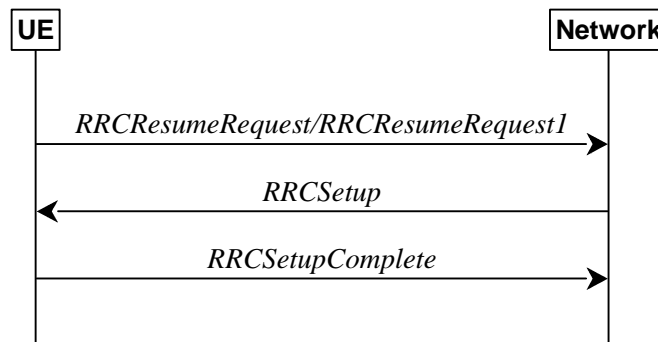 UE
Network
RRCResumeRequest/RRCResumeRequest1
RRCSetup
RRCSetupComplete